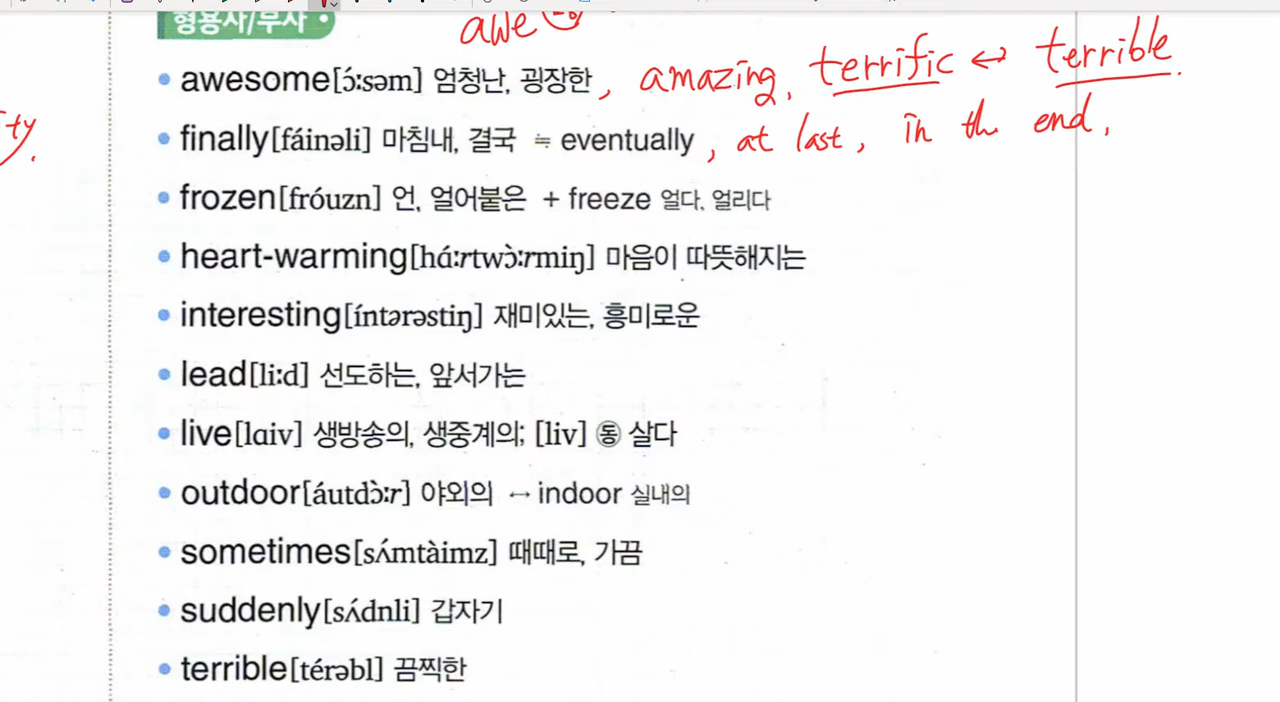 형용사/부사
awe
awesome[ɔ́ːsəm] 엄청난, 굉장한, amazing, terrific ↔ terrible.
ty.
finally[fáinəli] 마침내, 결국 ≒ eventually, at last, in the end,
frozen[fróuzn] 언, 얼어붙은 + freeze 얼다, 얼리다
heart-warming[háːrtwɔ̀ːrmiŋ] 마음이 따뜻해지는
interesting[íntərəstiŋ] 재미있는, 흥미로운
lead[liːd] 선도하는, 앞서가는
live[laiv] 생방송의, 생중계의; [liv] 동 살다
outdoor[áutdɔ̀ːr] 야외의 ↔ indoor 실내의
sometimes[sʌ́mtàimz] 때때로, 가끔
suddenly[sʌ́dnli] 갑자기
terrible[térəbl] 끔찍한